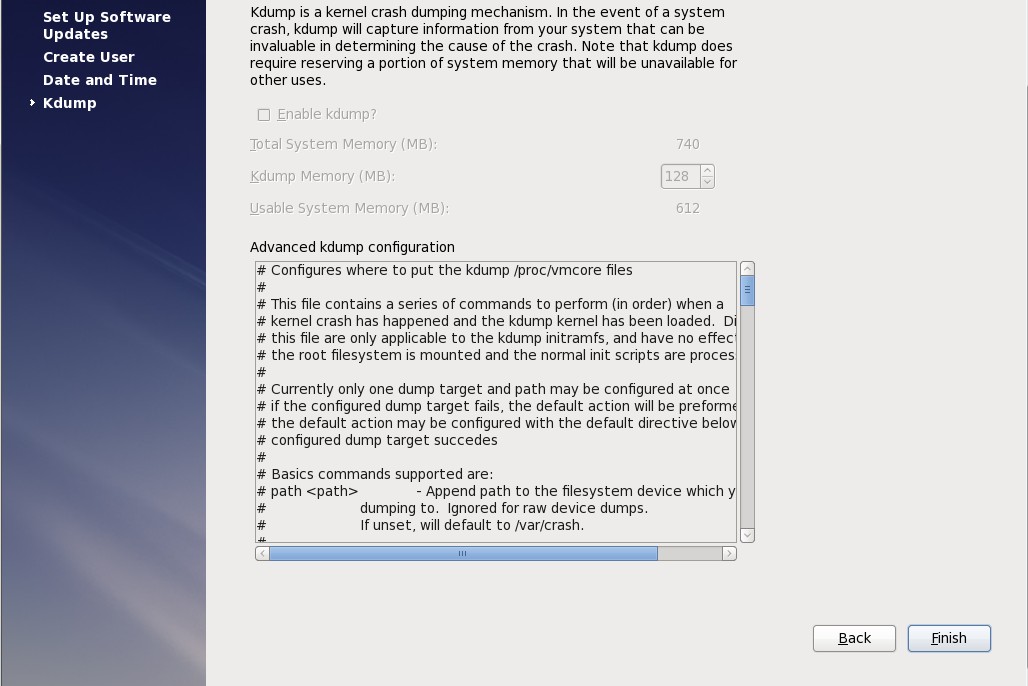 Set Up Software
Updates
Create User
Date and Time
Kdump
Kdump is a kernel crash dumping mechanism. In the event of a system
crash, kdump will capture information from your system that can be
invaluable in determining the cause of the crash. Note that kdump does
require reserving a portion of system memory that will be unavailable for
other uses.
Enable kdump?
Total System Memory (MB): 740
Kdump Memory (MB): 128
Usable System Memory (MB): 612
Advanced kdump configuration
# Configures where to put the kdump /proc/vmcore files
#
# This file contains a series of commands to perform (in order) when a
# kernel crash has happened and the kdump kernel has been loaded.  Di
# this file are only applicable to the kdump initramfs, and have no effect
# the root filesystem is mounted and the normal init scripts are proces
#
# Currently only one dump target and path may be configured at once
# if the configured dump target fails, the default action will be preforme
# the default action may be configured with the default directive below
# configured dump target succedes
#
# Basics commands supported are:
# path <path> - Append path to the filesystem device which y
# dumping to.  Ignored for raw device dumps.
# If unset, will default to /var/crash.
#
Back Finish